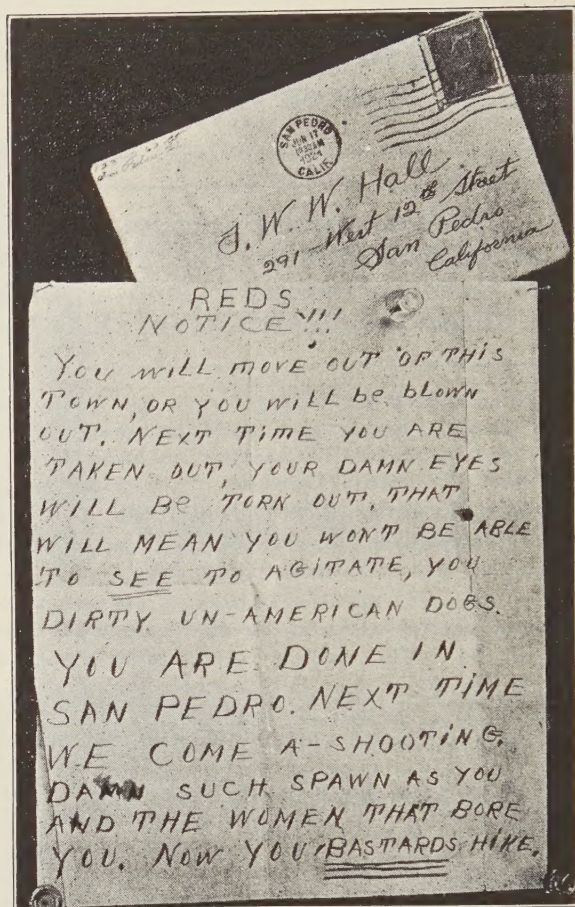 SAN PEDRO
JUN 17
1030AM
1924
CALIF.
J. W. W. Hall
291 - West 12th Street
San Pedro
California
REDS
NOTICE!!!
YOU WILL MOVE OUT OF THIS
TOWN, OR YOU WILL be bLOWN
OUT. NEXT TiME YOU ARE
TAKEN OUT, YOUR DAMN EYES
WILL Be TORN OUT, THAT
WILL MEAN YOU WON'T BE ABLE
TO SEE TO AGITATE, YOU
DIRTY UN-AMERICAN DOGS.
YOU ARE DONE IN
SAN PEDRO. NEXT TiME
WE COME A-SHOOTiNG.
DAMN SUCH SPAWN AS YOU
AND THE WOMEN THAT BORE
YOU. NOW YOU BASTARDS HIKE.